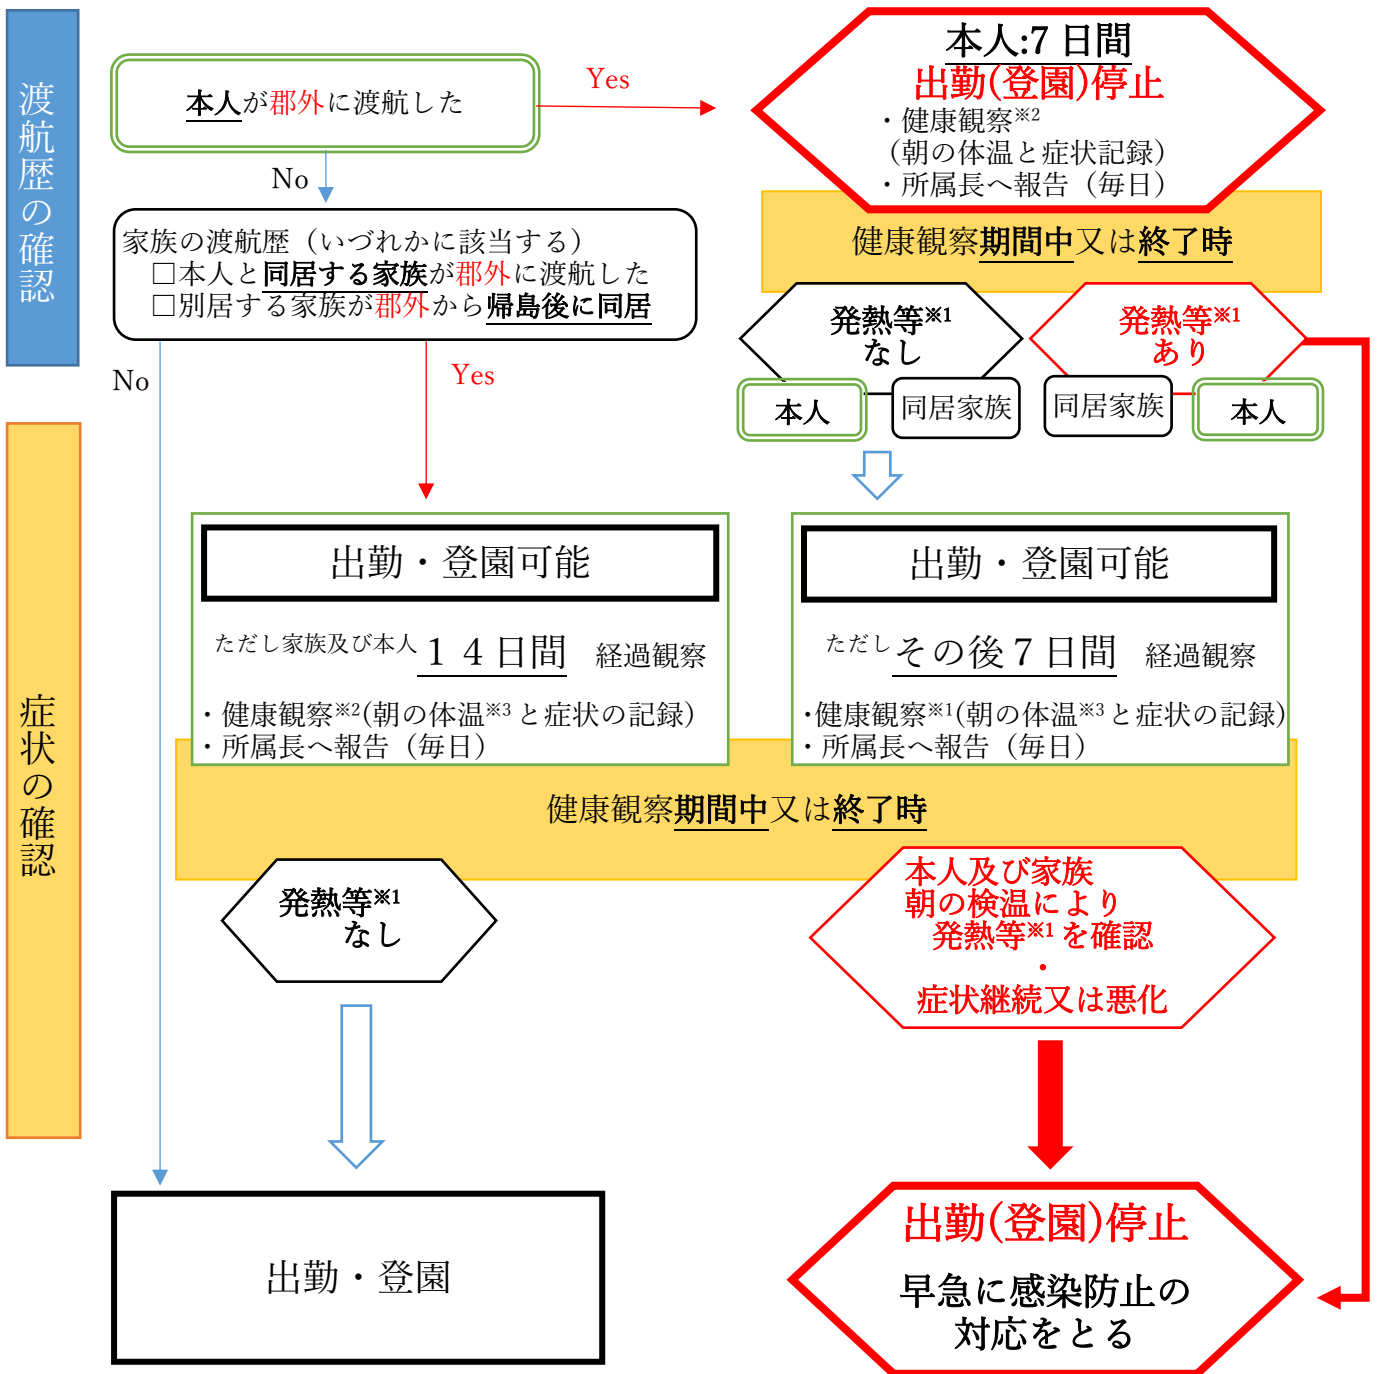 渡航歴の確認
本人が郡外に渡航した
Yes
No
本人:7 日間
出勤(登園)停止
・健康観察※2
（朝の体温と症状記録）
・所属長へ報告（毎日）
健康観察期間中又は終了時
家族の渡航歴（いづれかに該当する）
□本人と同居する家族が郡外に渡航した
□別居する家族が郡外から帰島後に同居
発熱等※1
なし
本人
同居家族
発熱等※1
あり
同居家族
本人
No
Yes
症状の確認
出勤・登園可能
ただし家族及び本人１４日間　経過観察
・健康観察※2(朝の体温※3 と症状の記録）
・所属長へ報告（毎日）
出勤・登園可能
ただしその後７日間　経過観察
・健康観察※1(朝の体温※3 と症状の記録）
・所属長へ報告（毎日）
健康観察期間中又は終了時
発熱等※1
なし
本人及び家族
朝の検温により
発熱等※1 を確認
・
症状継続又は悪化
出勤・登園
出勤(登園)停止
早急に感染防止の
対応をとる